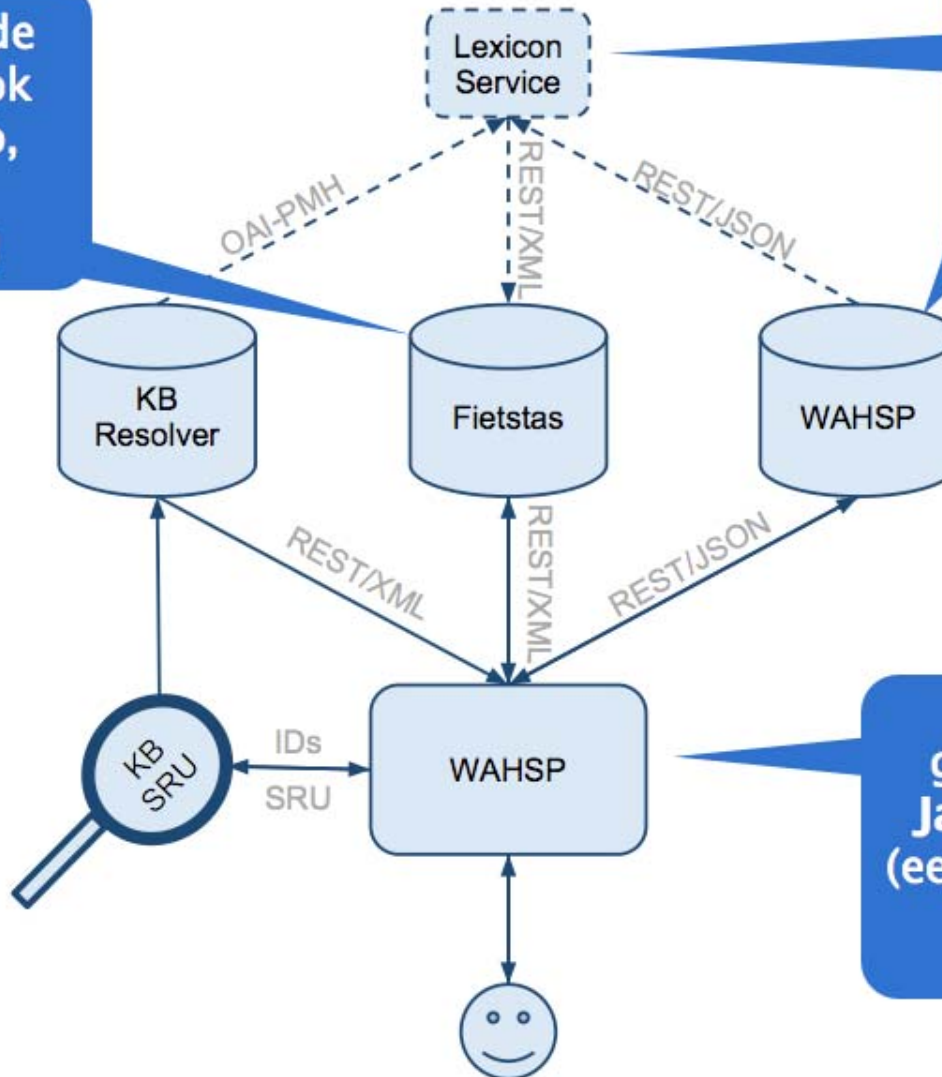 de
ok
,
Lexicon
Service
OAI-PMH
REST/XML
REST/JSON
KB
Resolver
Fietstas
WAHSP
REST/XML
REST/XML
REST/JSON
KB
SRU
IDs
SRU
WAHSP
g
Ja
(ee